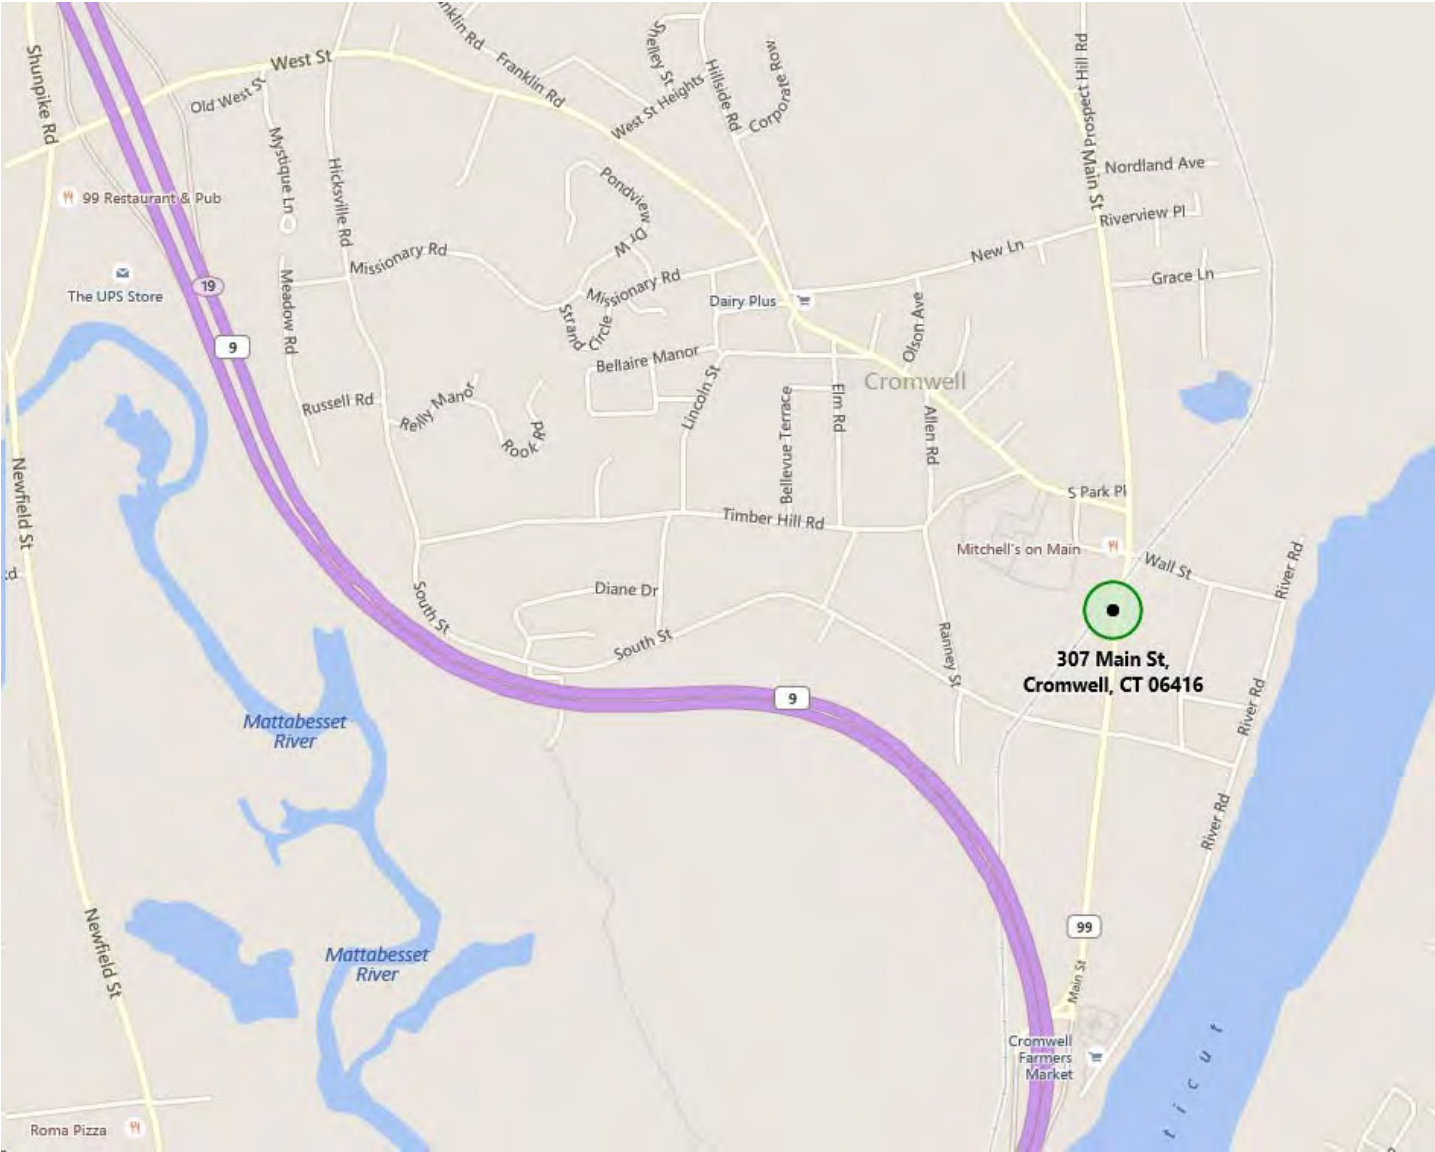 Shunpike Rd
West St
Old West St
Franklin Rd
Shelley St
Hillside Rd
Corporate Row
West St Heights
Prospect Hill Rd
Main St
Nordland Ave
Riverview Pl
Grace Ln
New Ln
99 Restaurant & Pub
The UPS Store
19
9
Mystique Ln
Hicksville Rd
Meadow Rd
Missionary Rd
Pondview
Dr W
Missionary Rd
Strand
Circle
Dairy Plus
Bellaire Manor
Lincoln St
Olson Ave
Cromwell
Russell Rd
Relly Manor
Rook Rd
Bellevue Terrace
Elm Rd
Allen Rd
Newfield St
Timber Hill Rd
S Park Pl
Mitchell's on Main
Wall St
River Rd
South St
Diane Dr
South St
Ranney St
307 Main St,
Cromwell, CT 06416
9
River Rd
Mattabesset
River
River Rd
Newfield St
Mattabesset
River
99
Main St
Cromwell
Farmers
Market
ticut
Roma Pizza